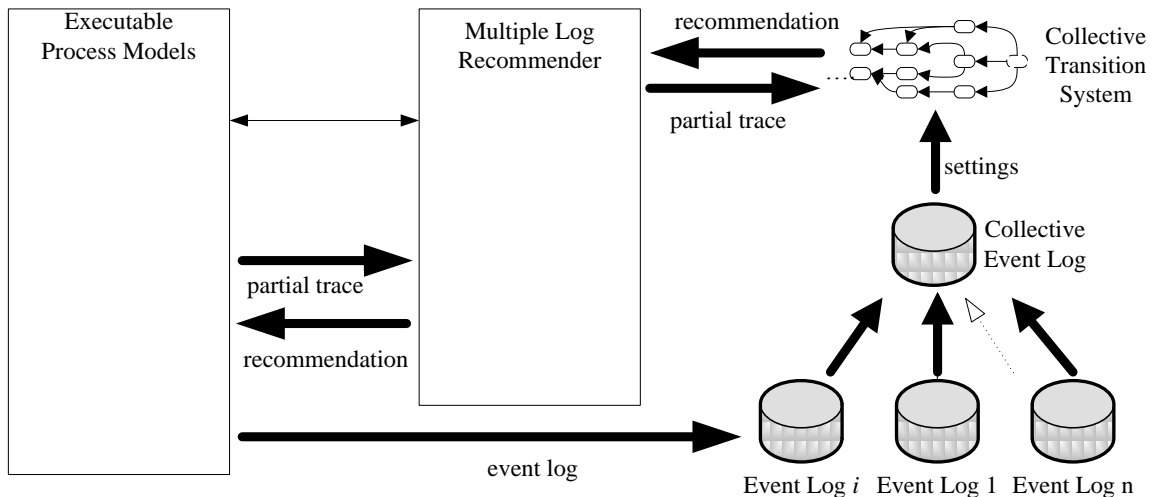 Executable
Process Models
Multiple Log
Recommender
recommendation
partial trace
Collective
Transition
System
settings
Collective
Event Log
partial trace
recommendation
event log
Event Log i
Event Log 1
Event Log n